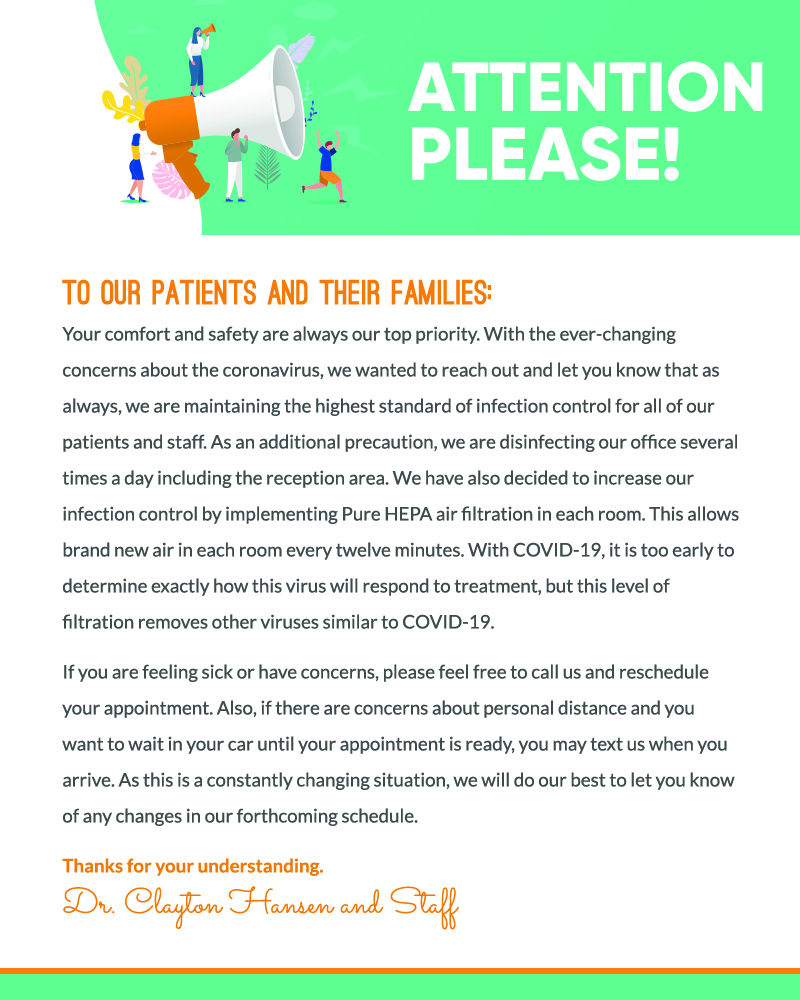 ATTENTION
PLEASE!
TO OUR PATIENTS AND THEIR FAMILIES:
Your comfort and safety are always our top priority. With the ever-changing
concerns about the coronavirus, we wanted to reach out and let you know that as
always, we are maintaining the highest standard of infection control for all of our
patients and staff. As an additional precaution, we are disinfecting our office several
times a day including the reception area. We have also decided to increase our
infection control by implementing Pure HEPA air filtration in each room. This allows
brand new air in each room every twelve minutes. With COVID-19, it is too early to
determine exactly how this virus will respond to treatment, but this level of
filtration removes other viruses similar to COVID-19.
If you are feeling sick or have concerns, please feel free to call us and reschedule
your appointment. Also, if there are concerns about personal distance and you
want to wait in your car until your appointment is ready, you may text us when you
arrive. As this is a constantly changing situation, we will do our best to let you know
of any changes in our forthcoming schedule.
Thanks for your understanding.
Dr. Clayton Hansen and Staff